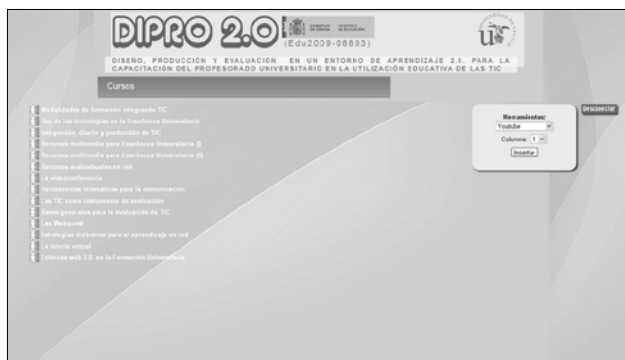 DIPRO 2.0
(Edu2009-08893)
DISEÑO, PRODUCCIÓN Y EVALUACIÓN EN UN ENTORNO DE APRENDIZAJE 2.0. PARA LA
CAPACITACIÓN DEL PROFESORADO UNIVERSITARIO EN LA UTILIZACIÓN EDUCATIVA DE LAS TIC
Cursos
Modalidades de formación integrando TIC
Uso de las tecnologías en la Enseñanza Universitaria
Integración, diseño y producción de TIC
Recursos multimedia para Enseñanza Universitaria (I)
Recursos multimedia para Enseñanza Universitaria (II)
Recursos audiovisuales en red
La videoconferencia
Herramientas telemáticas para la comunicación
Las TIC como instrumento de evaluación
Bases generales para la evaluación de TIC
Las Webquest
Estrategias didácticas para el aprendizaje en red
La tutoría virtual
Entornos web 2.0. en la Formación Universitaria
Herramientas:
Youtube
Columna: 1
Insertar
Desconectar